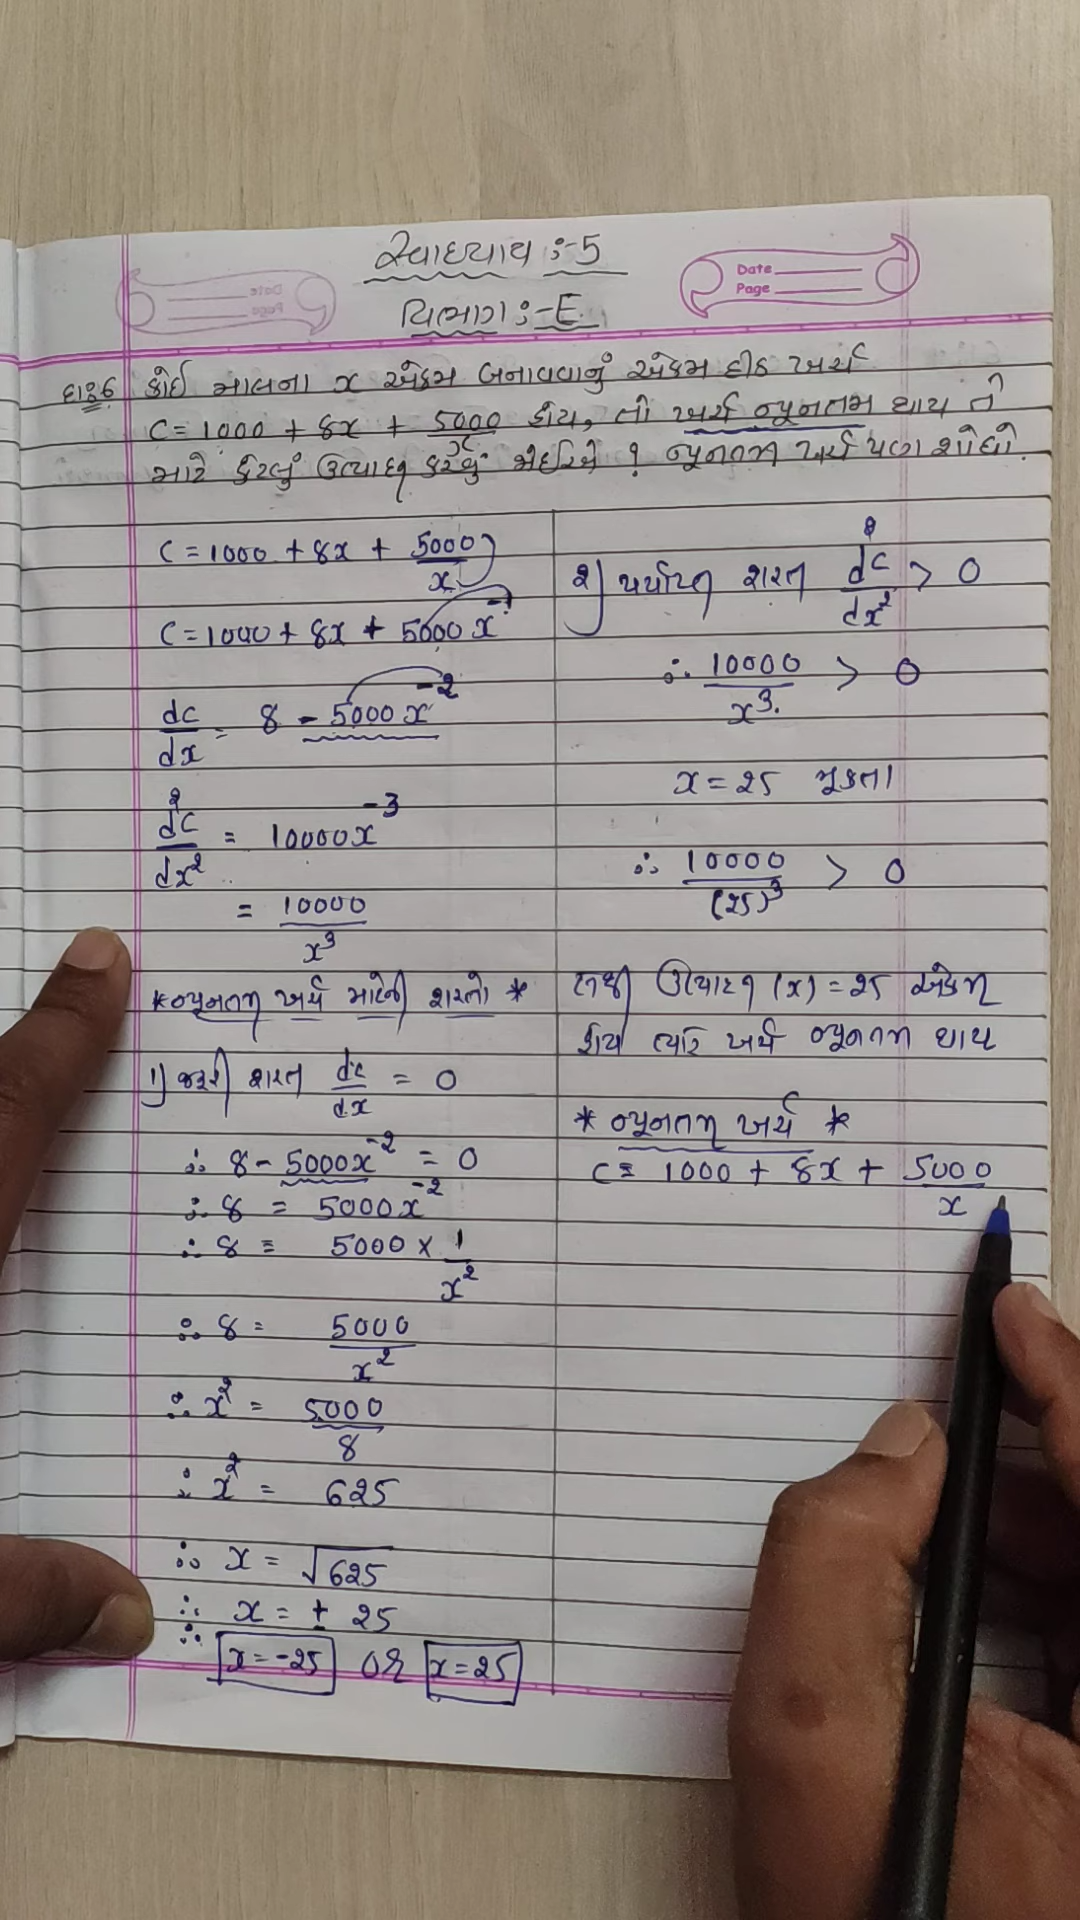 સ્વાધ્યાય :-5
વિભાગ :-E.
Date
Page
દા.6 કોઈ માલના x એકમ બનાવવાનું એકમ દીઠ ખર્ચ
C = 1000 + 8x + 5000/x હોય, તો ખર્ચ ન્યૂનતમ થાય તે
માટે કેટલું ઉત્પાદન કરવું જોઈએ ? ન્યૂનતમ ખર્ચ પણ શોધો.
C = 1000 + 8x + 5000/x
C = 1000 + 8x + 5000 x⁻¹
dc/dx = 8 - 5000 x⁻²
d²c/dx² = 10000x⁻³
= 10000/x³
* ન્યૂનતમ ખર્ચ માટેની શરતો *
1) જરૂરી શરત dc/dx = 0
∴ 8 - 5000x⁻² = 0
∴ 8 = 5000x⁻²
∴ 8 = 5000 × 1/x²
∴ 8 = 5000/x²
∴ x² = 5000/8
∴ x² = 625
∴ x = √625
∴ x = ± 25
∴ x = -25 OR x = 25
૨) પર્યાપ્ત શરત d²c/dx² > 0
∴ 10000/x³ > 0
x = 25 મૂકતા
∴ 10000/(25)³ > 0
તેથી ઉત્પાદન (x) = 25 એકમ
હોય ત્યારે ખર્ચ ન્યૂનતમ થાય
* ન્યૂનતમ ખર્ચ *
C = 1000 + 8x + 5000/x